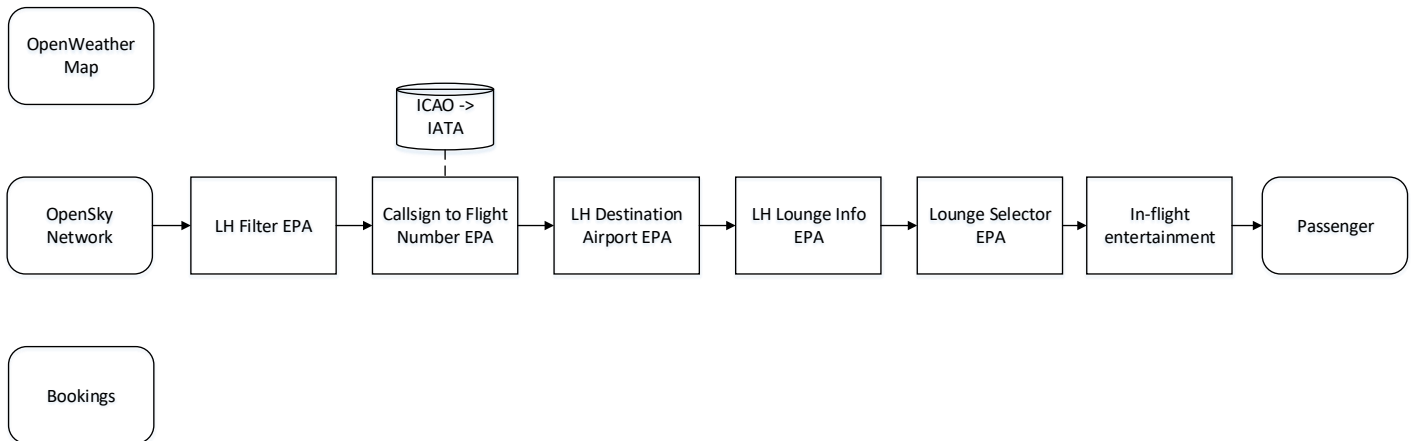 OpenWeather
Map
ICAO ->
IATA
OpenSky
Network
LH Filter EPA
Callsign to Flight
Number EPA
LH Destination
Airport EPA
LH Lounge Info
EPA
Lounge Selector
EPA
In-flight
entertainment
Passenger
Bookings